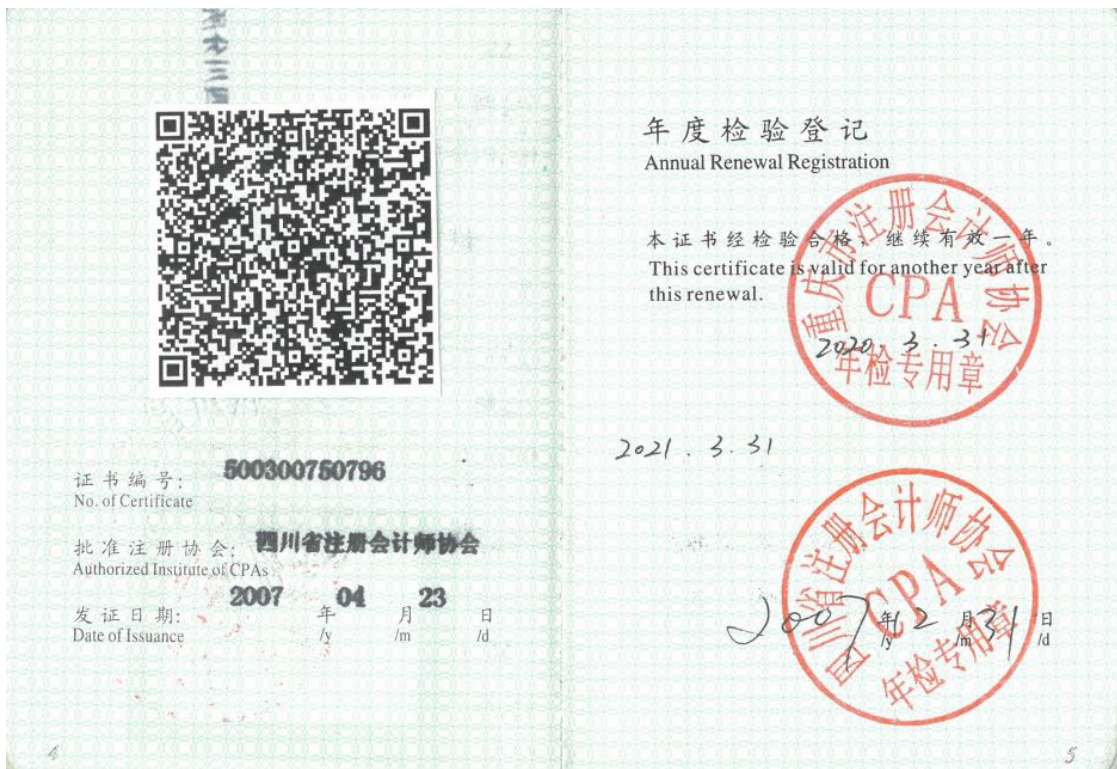 证书编号：
500300750796
No. of Certificate
批准注册协会：
四川省注册会计师协会
Authorized Institute of CPAs
发证日期：
2007 年 04 月 23 日
Date of Issuance /y /m /d
4
年度检验登记
Annual Renewal Registration
本证书经检验合格，继续有效一年。
This certificate is valid for another year after
this renewal.
重庆市注册会计师协会
CPA
2020.3.31
年检专用章
2021.3.31
四川省注册会计师协会
CPA
年检专用章
2007 年 12 月 31 日
/y /m /d
5